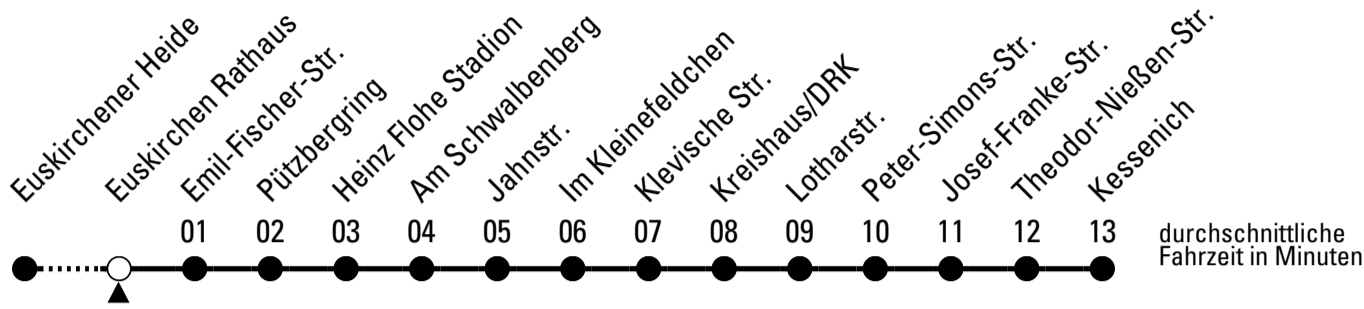 Euskirchener Heide
Euskirchen Rathaus
Emil-Fischer-Str.
Pützbergring
Heinz Flohe Stadion
Am Schwalbenberg
Jahnstr.
Im Kleinefeldchen
Klevische Str.
Kreishaus/DRK
Lotharstr.
Peter-Simons-Str.
Josef-Franke-Str.
Theodor-Nießen-Str.
Kessenich
01 02 03 04 05 06 07 08 09 10 11 12 13
durchschnittliche
Fahrzeit in Minuten